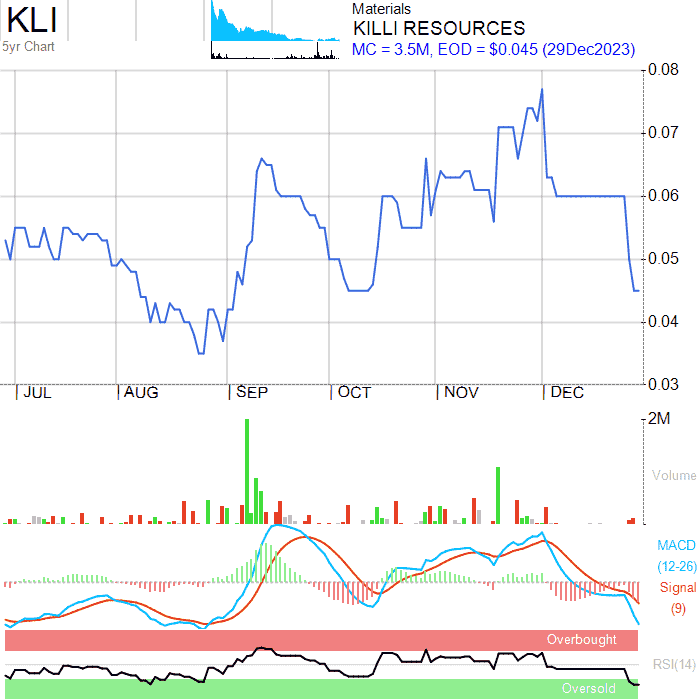 KLI
5yr Chart
Materials
KILLI RESOURCES
MC = 3.5M, EOD = $0.045 (29Dec2023)
0.08
0.07
0.06
0.05
0.04
0.03
JUL AUG SEP OCT NOV DEC
2M
Volume
MACD
(12-26)
Signal
(9)
Overbought
RSI(14)
Oversold